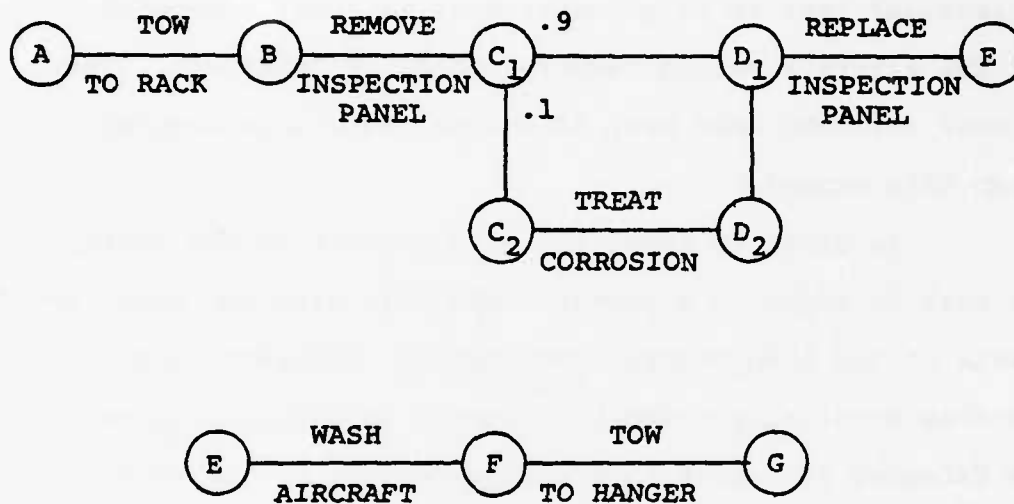 .9
TOW REMOVE REPLACE
A B C1 D1 E
TO RACK INSPECTION PANEL INSPECTION PANEL
.1
TREAT
C2 D2
CORROSION
WASH TOW
E F G
AIRCRAFT TO HANGER